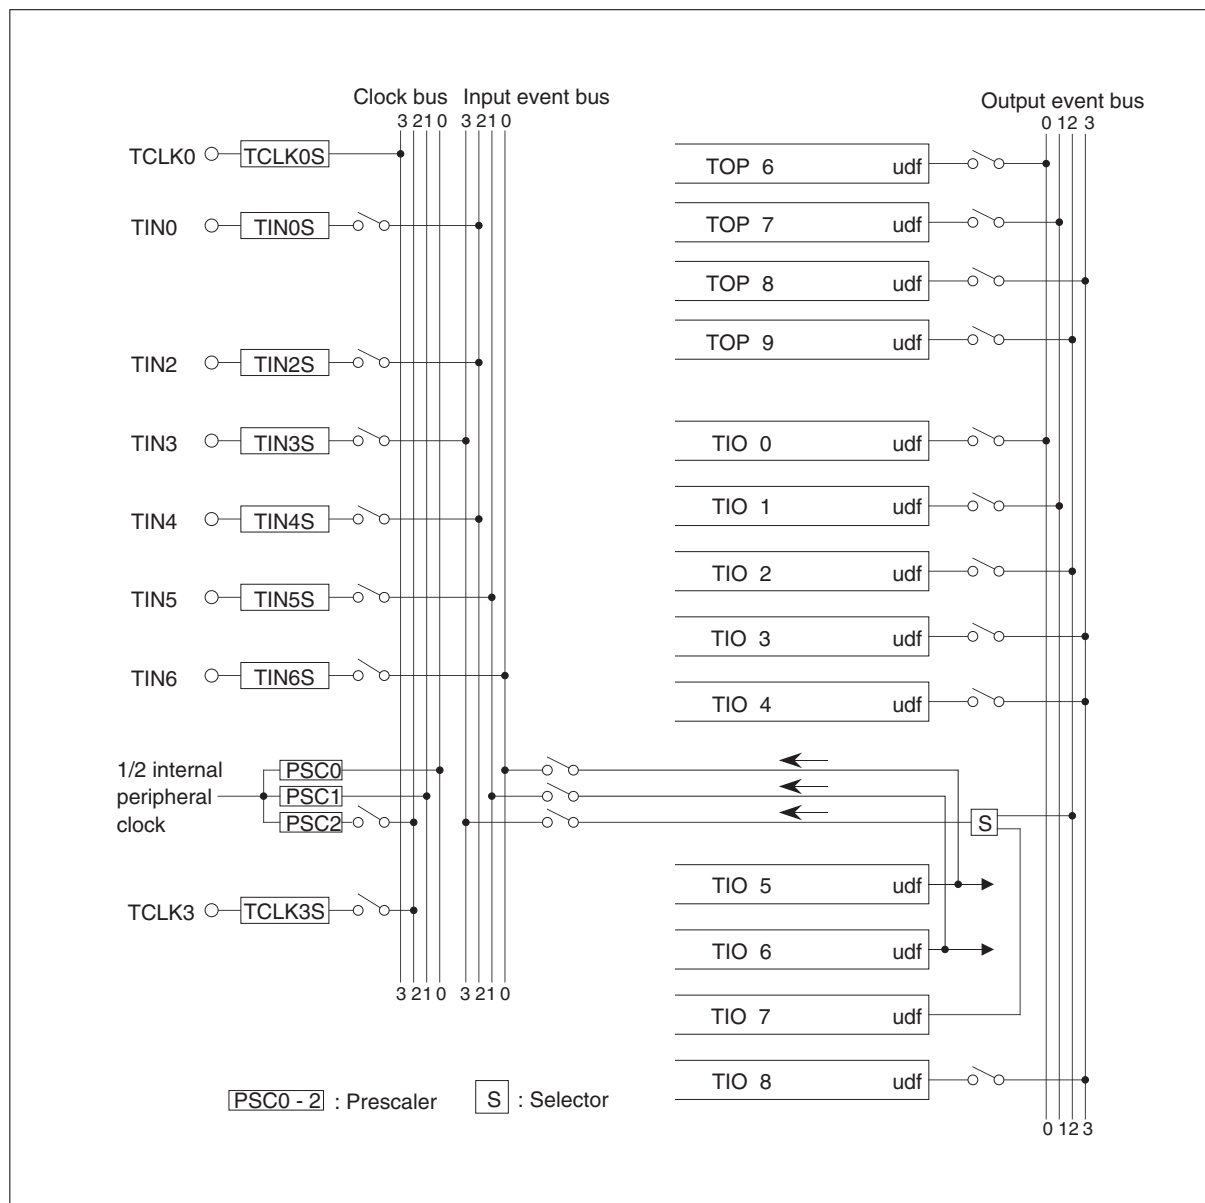 Clock bus Input event bus
3 2 1 0 3 2 1 0
Output event bus
0 1 2 3
TCLK0 TCLK0S
TOP 6 udf
TIN0 TIN0S
TOP 7 udf
TOP 8 udf
TOP 9 udf
TIN2 TIN2S
TIN3 TIN3S
TIO 0 udf
TIN4 TIN4S
TIO 1 udf
TIO 2 udf
TIN5 TIN5S
TIO 3 udf
TIN6 TIN6S
TIO 4 udf
1/2 internal
peripheral
clock
PSC0
PSC1
PSC2
S
TCLK3 TCLK3S
TIO 5 udf
TIO 6 udf
3 2 1 0 3 2 1 0
TIO 7 udf
TIO 8 udf
PSC0 - 2 : Prescaler S : Selector
0 1 2 3